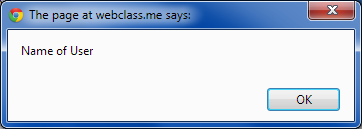 The page at webclass.me says:
Name of User
OK